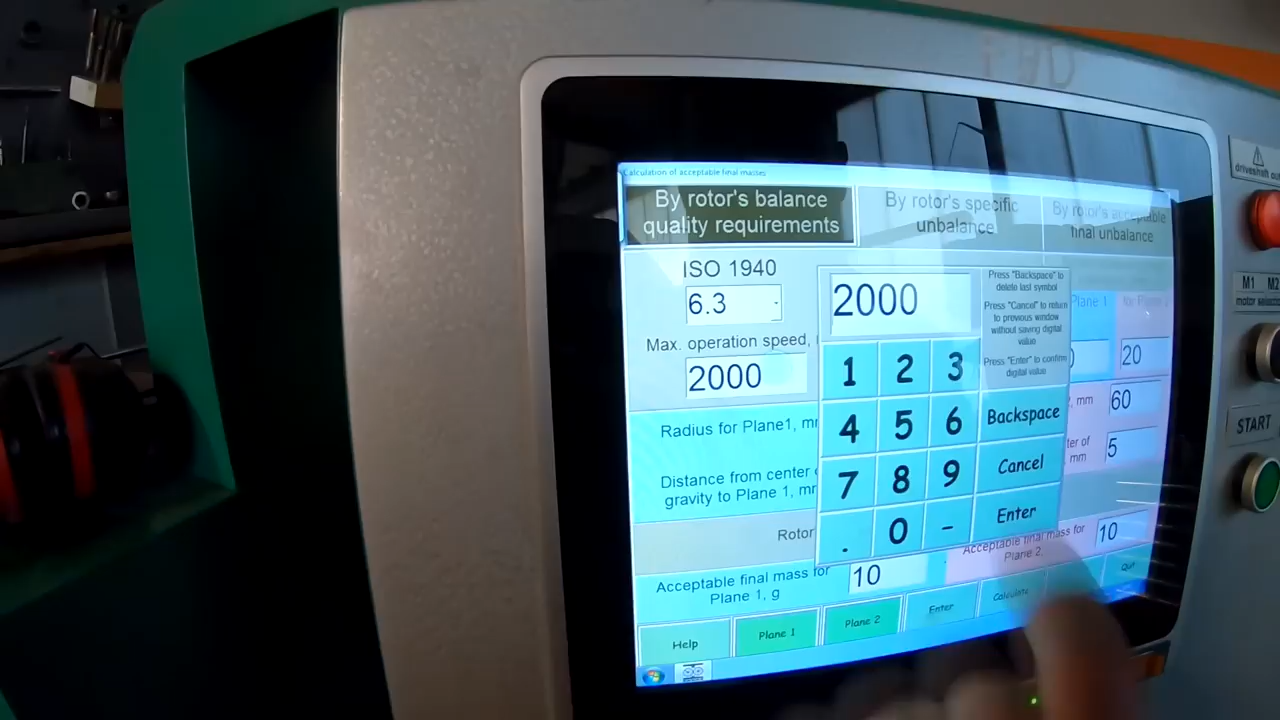 Calculation of acceptable final masses
By rotor's balance
quality requirements
By rotor's specific
unbalance
By rotor's acceptable
final unbalance
ISO 1940
6.3
Max. operation speed,
2000
Radius for Plane1, m
Distance from center
gravity to Plane 1, m
Rotor
Acceptable final mass for
Plane 1, g
10
2000
Press "Backspace" to
delete last symbol
Press "Cancel" to return
to previous window
without saving digital
value
Press "Enter" to confirm
digital value
1 2 3
4 5 6
7 8 9
. 0 -
Backspace
Cancel
Enter
Plane 1
20
, mm
60
ter of
mm
5
Acceptable final mass for
Plane 2,
10
Help
Plane 1
Plane 2
Enter
Calculate
Quit
driveshaft
M1 M2
motor
START